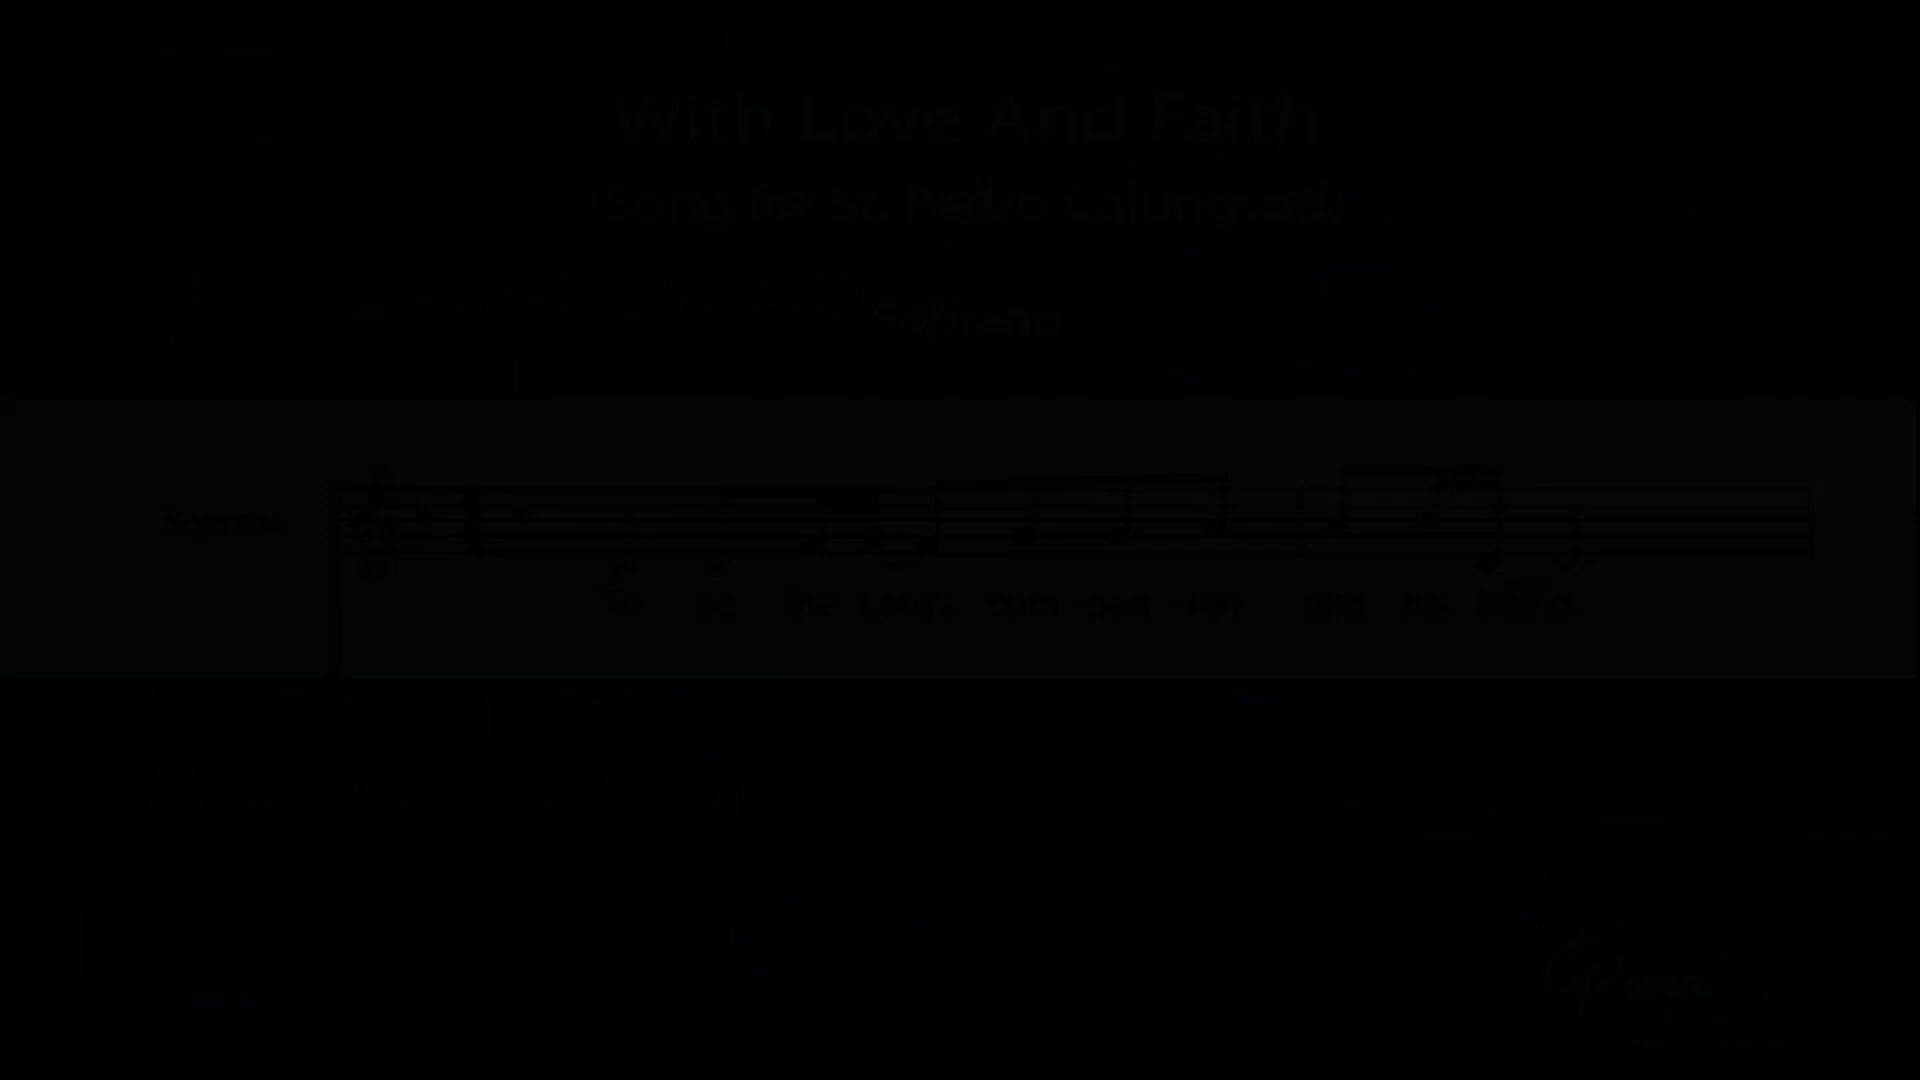 With Love And Faith
(Song for St. Pedro Calungsod)
Soprano
Soprano
To be the Lord's com - pan - ion and his friend.